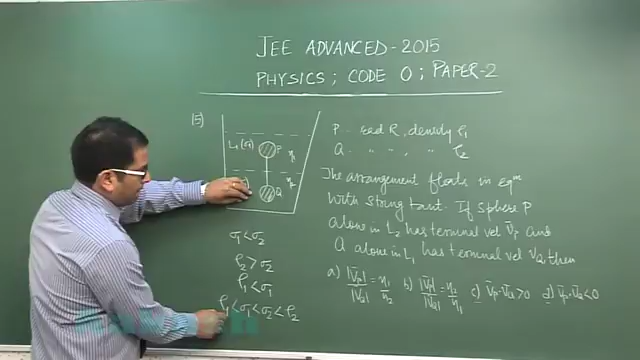 JEE ADVANCED-2015
PHYSICS; CODE 0; PAPER-2
15)
L₁(σ₁)
P
η₁
η₂
Q
P - rad R, density ρ₁
Q " - , " ρ₂
The arrangement floats in eqᵐ
with string taut. If sphere P
alone in L₂ has terminal vel v̄ₚ and
Q alone in L₁ has terminal vel v̄Q then
a) |v̄ₚ|/|v̄Q| = η₁/η₂ b) |v̄ₚ|/|v̄Q| = η₂/η₁ c) v̄ₚ·v̄Q>0 d) v̄ₚ·v̄Q<0
σ₁<σ₂
ρ₂>σ₂
ρ₁<σ₁
ρ₁<σ₁<σ₂<ρ₂